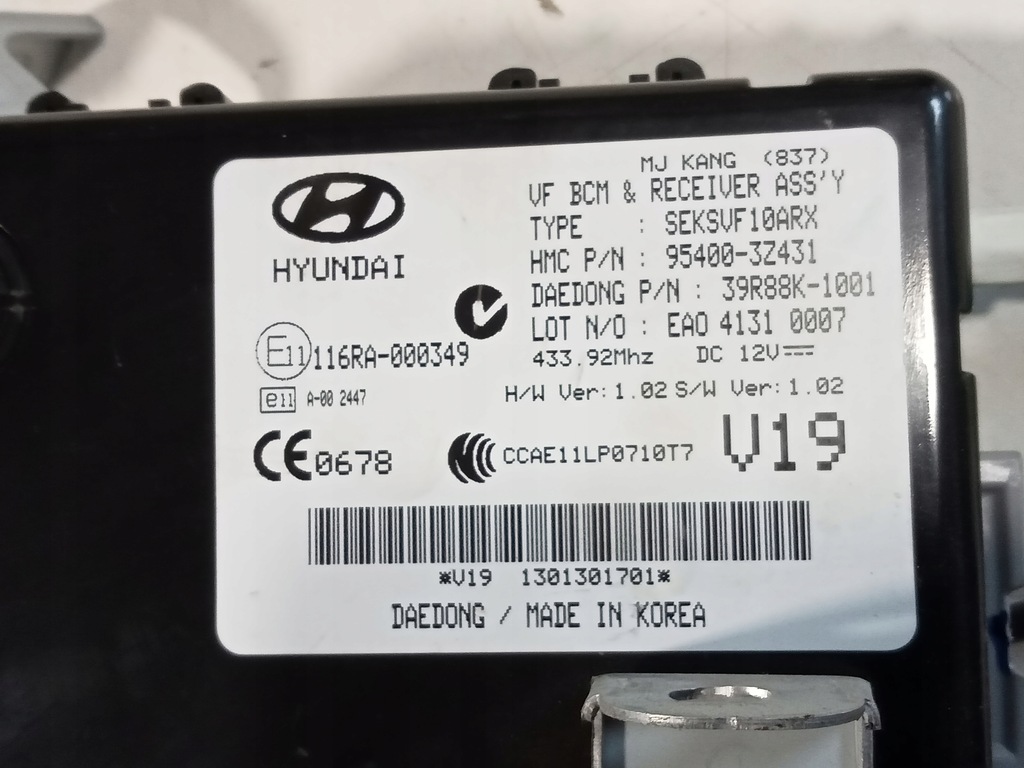 MJ KANG (837)
VF BCM & RECEIVER ASS'Y
TYPE : SEKSVF10ARX
HMC P/N : 95400-3Z431
DAEDONG P/N : 39R88K-1001
LOT N/O : EAO 4131 0007
433.92Mhz DC 12V
H/W Ver: 1.02 S/W Ver: 1.02
HYUNDAI
E11 116RA-000349
e11 A-00 2447
CE 0678
CCAE11LP0710T7
V19
*V19 1301301701*
DAEDONG / MADE IN KOREA